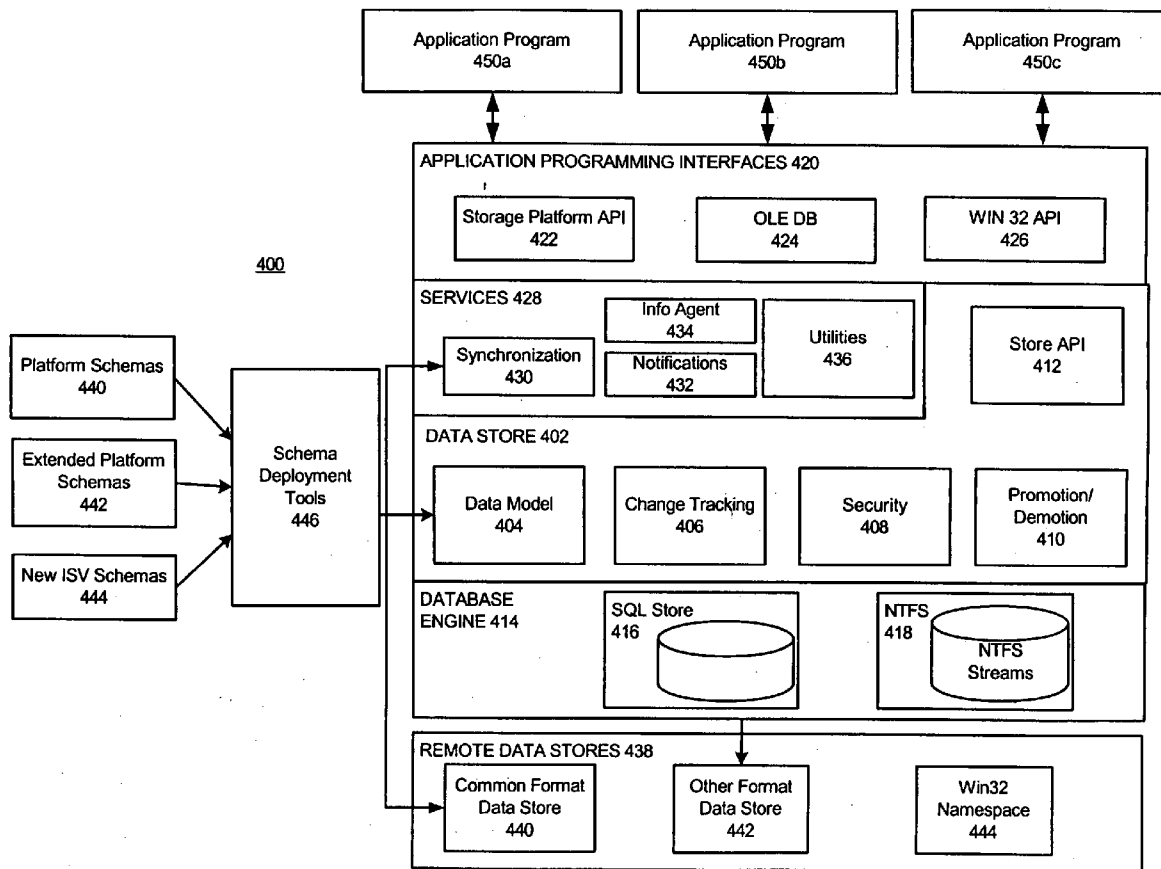 Application Program
450a
Application Program
450b
Application Program
450c
APPLICATION PROGRAMMING INTERFACES 420
Storage Platform API
422
OLE DB
424
WIN 32 API
426
400
SERVICES 428
Synchronization
430
Info Agent
434
Notifications
432
Utilities
436
Store API
412
Platform Schemas
440
Extended Platform
Schemas
442
New ISV Schemas
444
Schema
Deployment
Tools
446
DATA STORE 402
Data Model
404
Change Tracking
406
Security
408
Promotion/
Demotion
410
DATABASE
ENGINE 414
SQL Store
416
NTFS
418
NTFS
Streams
REMOTE DATA STORES 438
Common Format
Data Store
440
Other Format
Data Store
442
Win32
Namespace
444